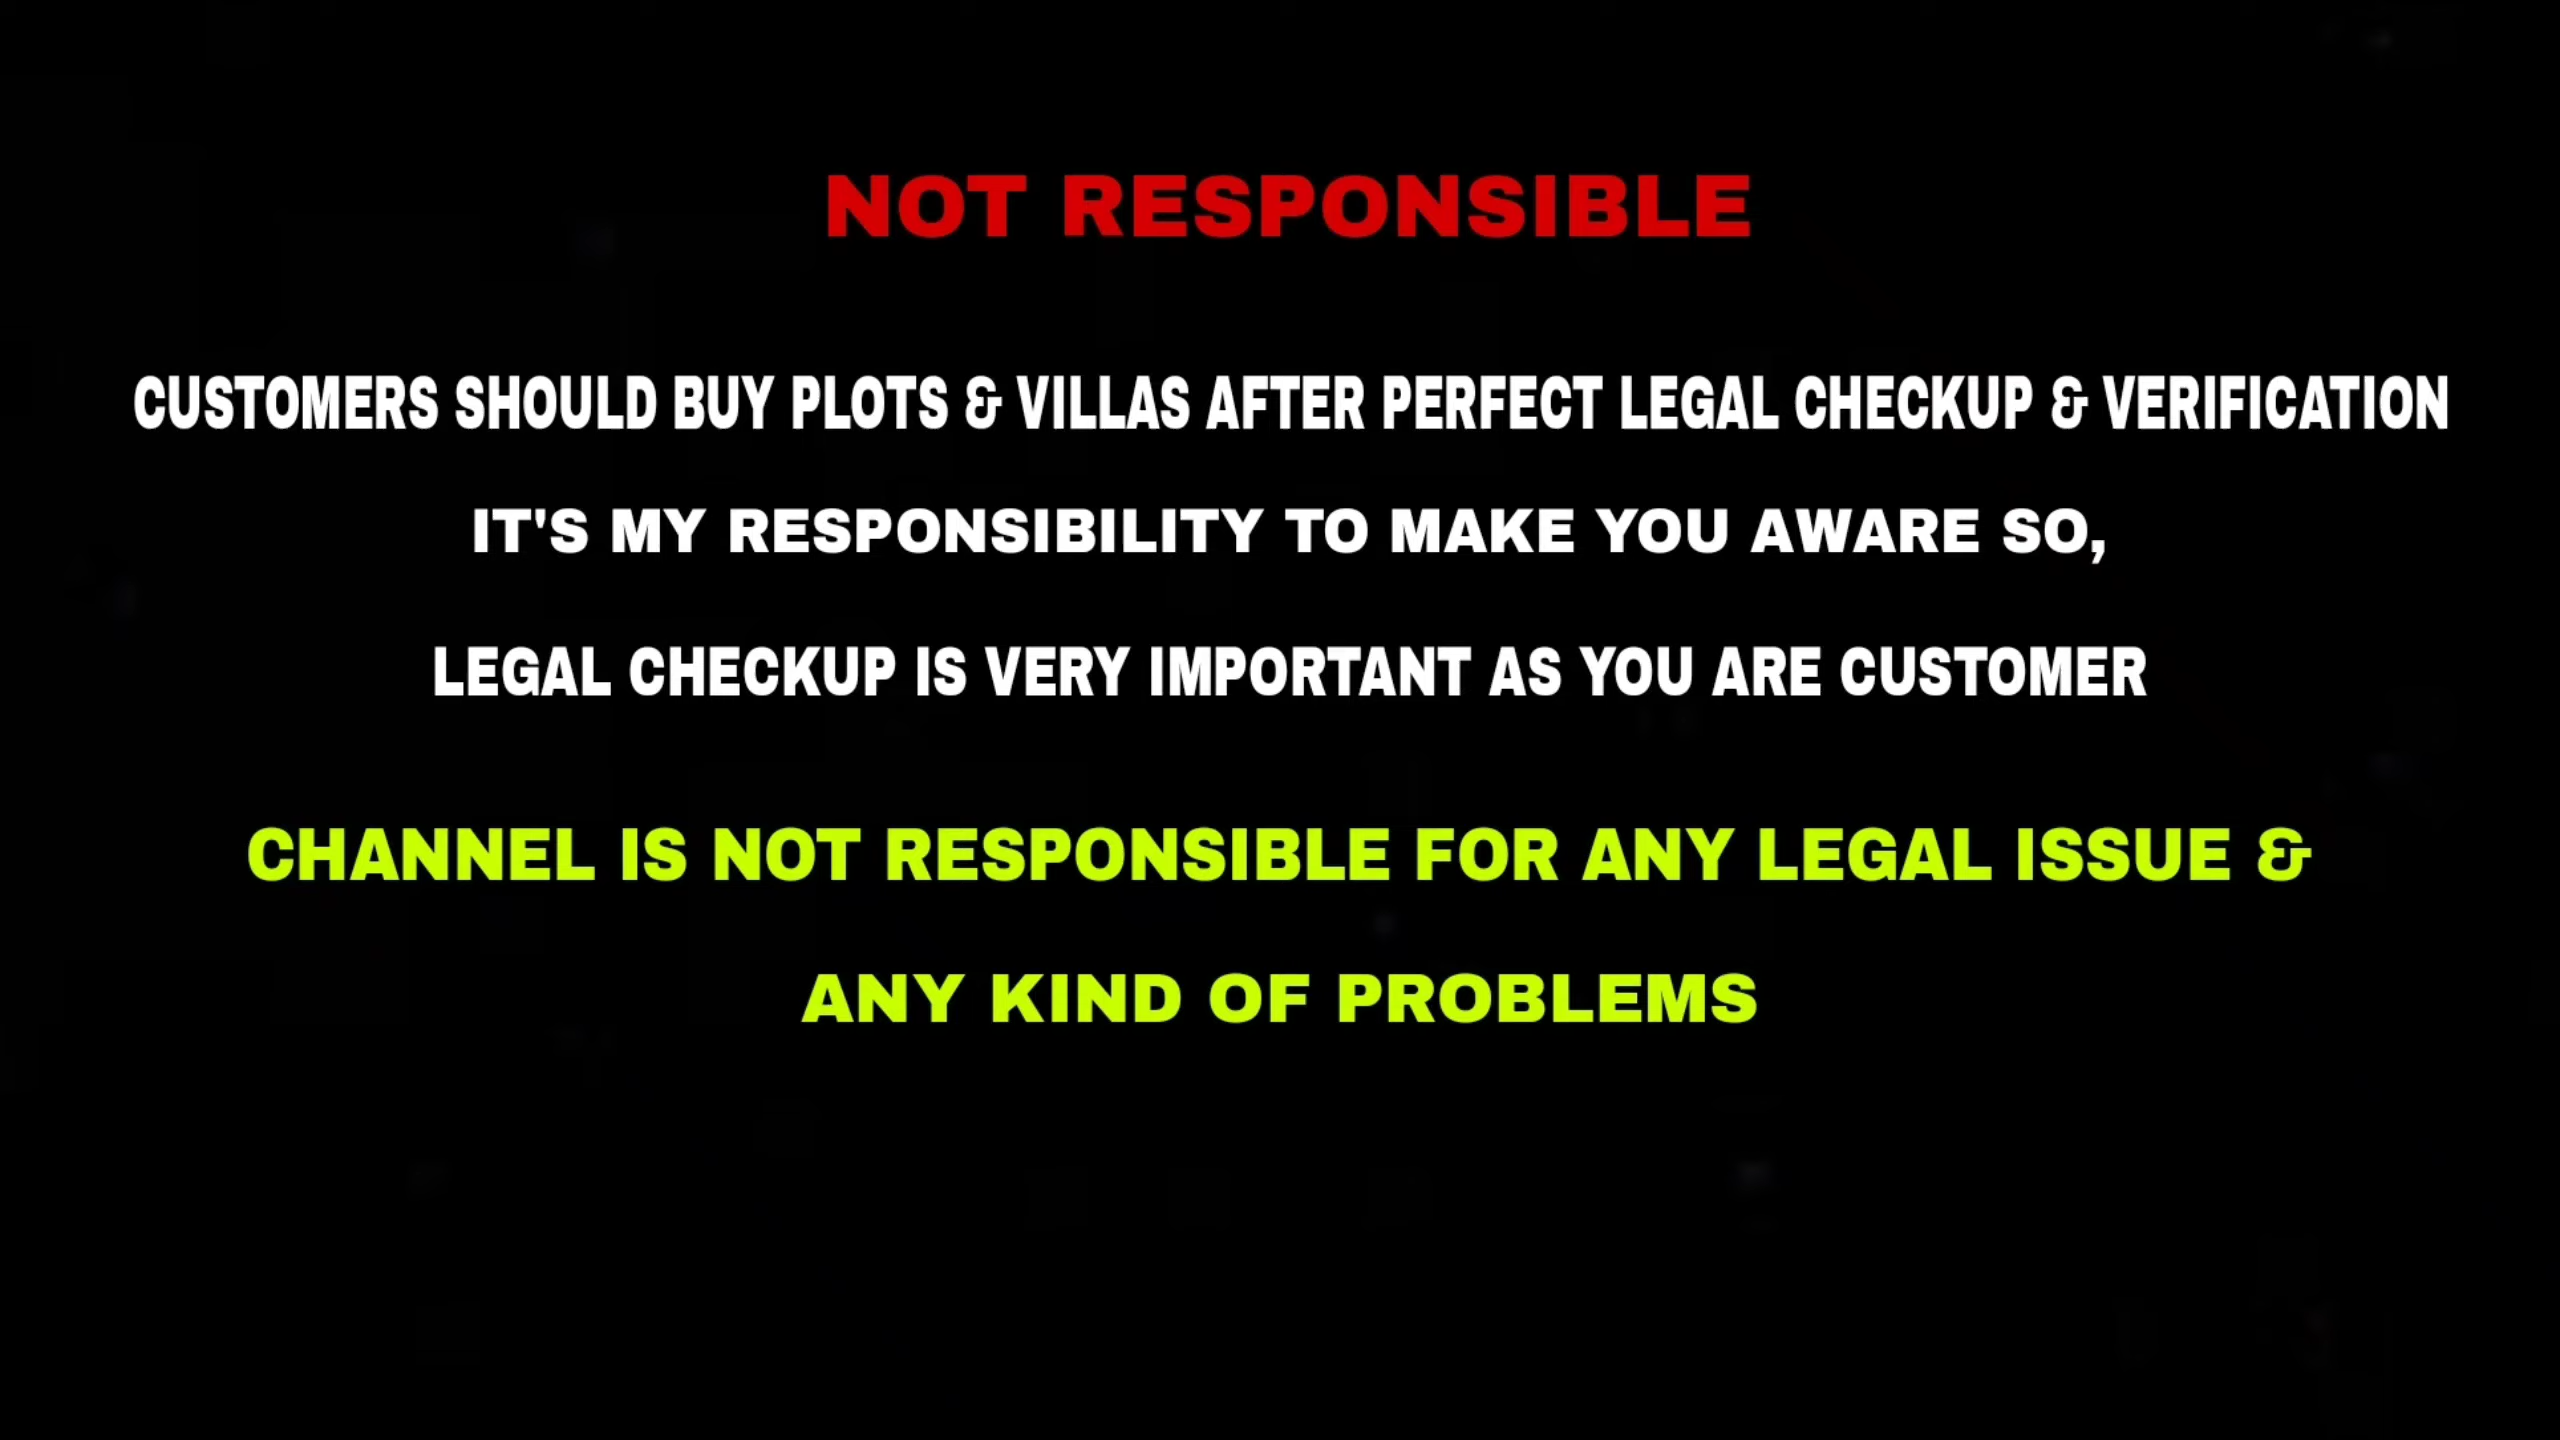 NOT RESPONSIBLE
CUSTOMERS SHOULD BUY PLOTS & VILLAS AFTER PERFECT LEGAL CHECKUP & VERIFICATION
IT'S MY RESPONSIBILITY TO MAKE YOU AWARE SO,
LEGAL CHECKUP IS VERY IMPORTANT AS YOU ARE CUSTOMER
CHANNEL IS NOT RESPONSIBLE FOR ANY LEGAL ISSUE &
ANY KIND OF PROBLEMS